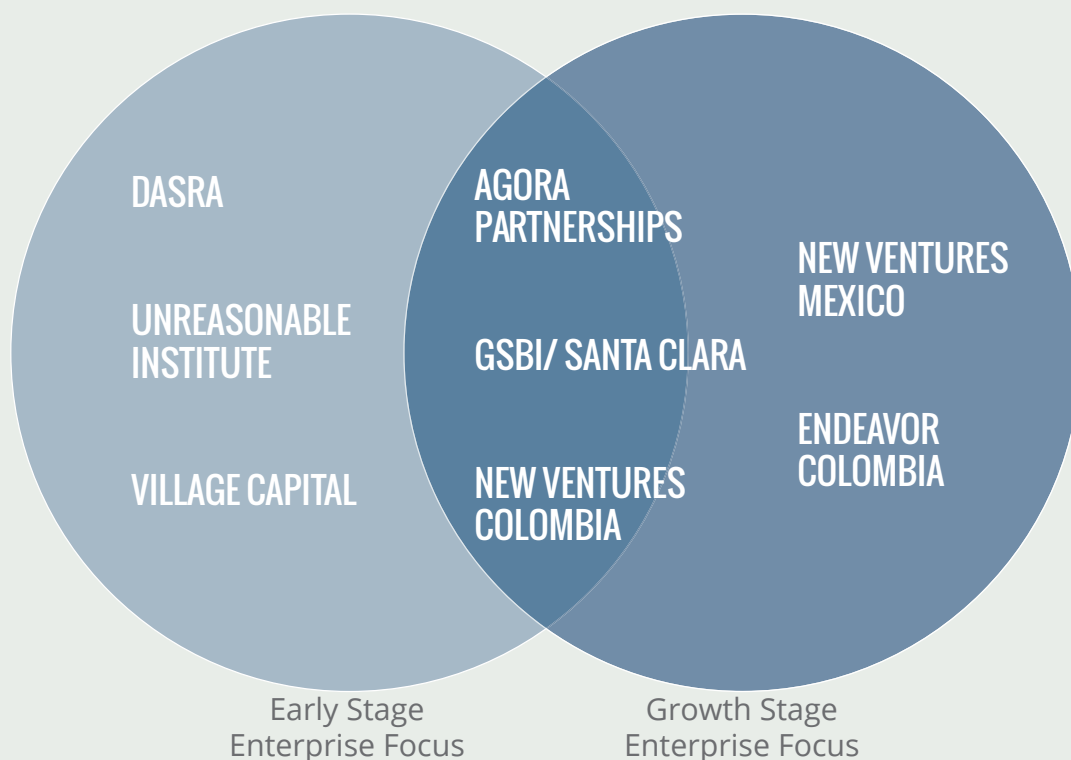 DASRA
UNREASONABLE
INSTITUTE
VILLAGE CAPITAL
AGORA
PARTNERSHIPS
GSBI/ SANTA CLARA
NEW VENTURES
COLOMBIA
NEW VENTURES
MEXICO
ENDEAVOR
COLOMBIA
Early Stage
Enterprise Focus
Growth Stage
Enterprise Focus